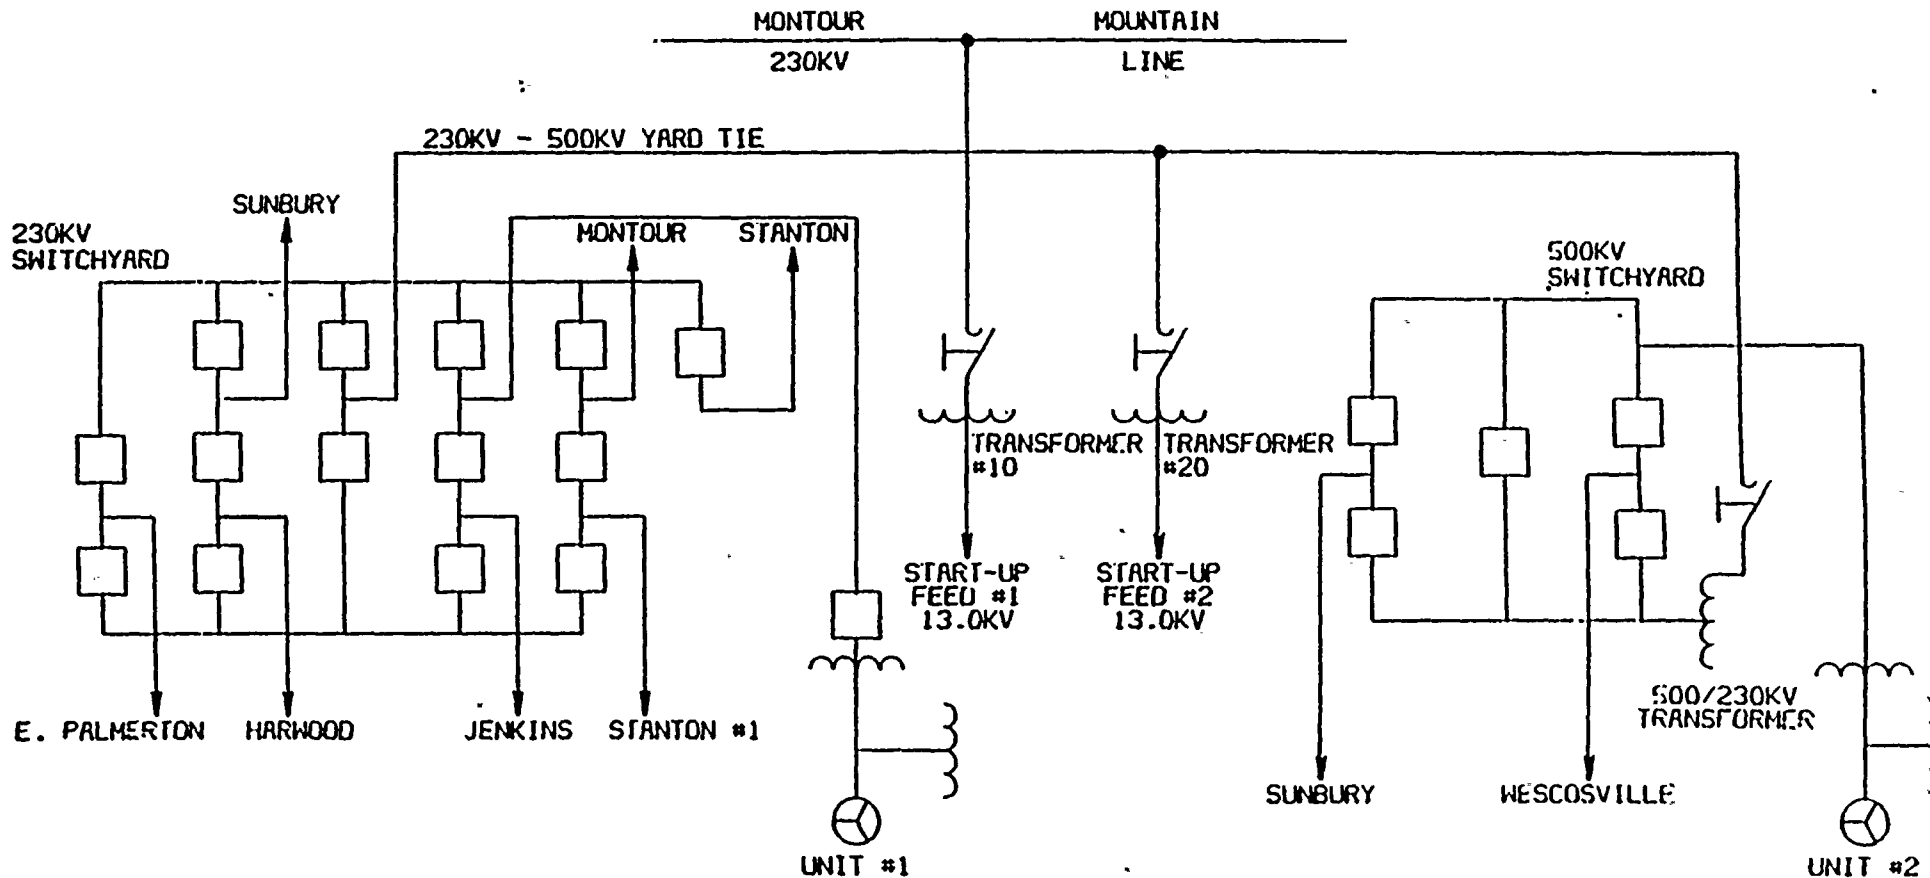 MONTOUR MOUNTAIN
230KV LINE
230KV - 500KV YARD TIE
SUNBURY
230KV
SWITCHYARD
MONTOUR
STANTON
500KV
SWITCHYARD
TRANSFORMER
#10
TRANSFORMER
#20
START-UP
FEED #1
13.0KV
START-UP
FEED #2
13.0KV
E. PALMERTON
HARWOOD
JENKINS
STANTON #1
500/230KV
TRANSFORMER
SUNBURY
WESCOSVILLE
UNIT #1
UNIT #2